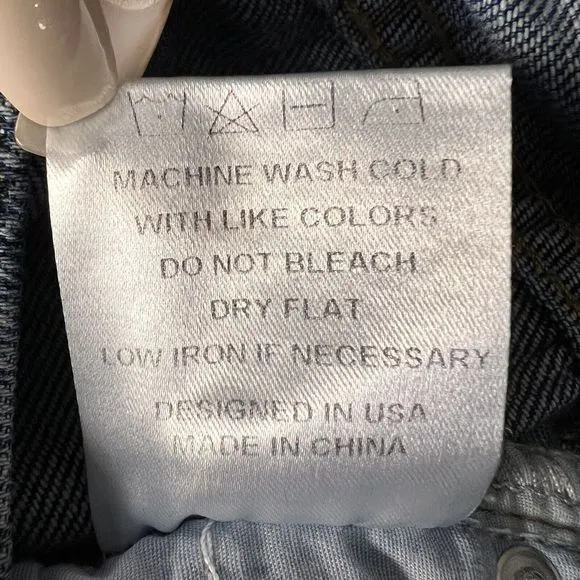 MACHINE WASH COLD
WITH LIKE COLORS
DO NOT BLEACH
DRY FLAT
LOW IRON IF NECESSARY
DESIGNED IN USA
MADE IN CHINA